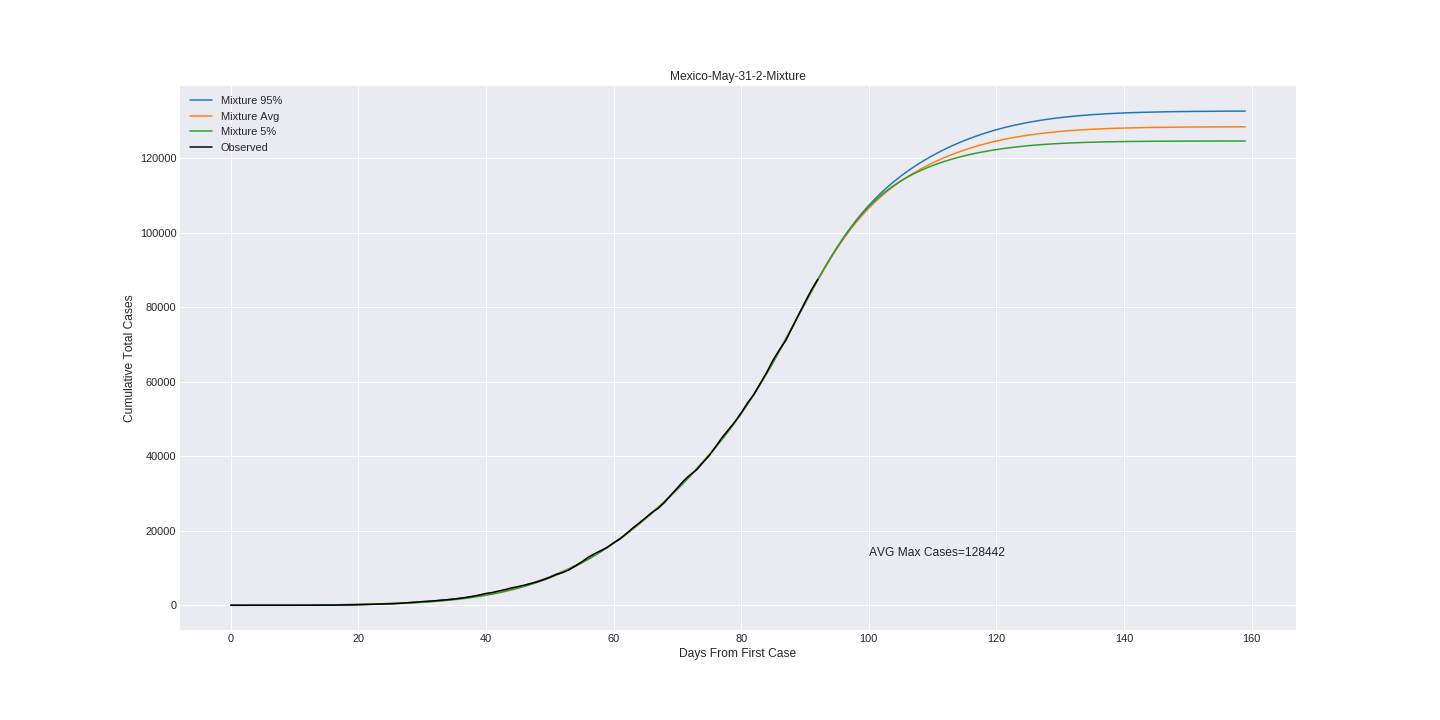 Mexico-May-31-2-Mixture
Mixture 95%
Mixture Avg
Mixture 5%
Observed
120000
100000
80000
60000
40000
20000
0
Cumulative Total Cases
AVG Max Cases=128442
0 20 40 60 80 100 120 140 160
Days From First Case